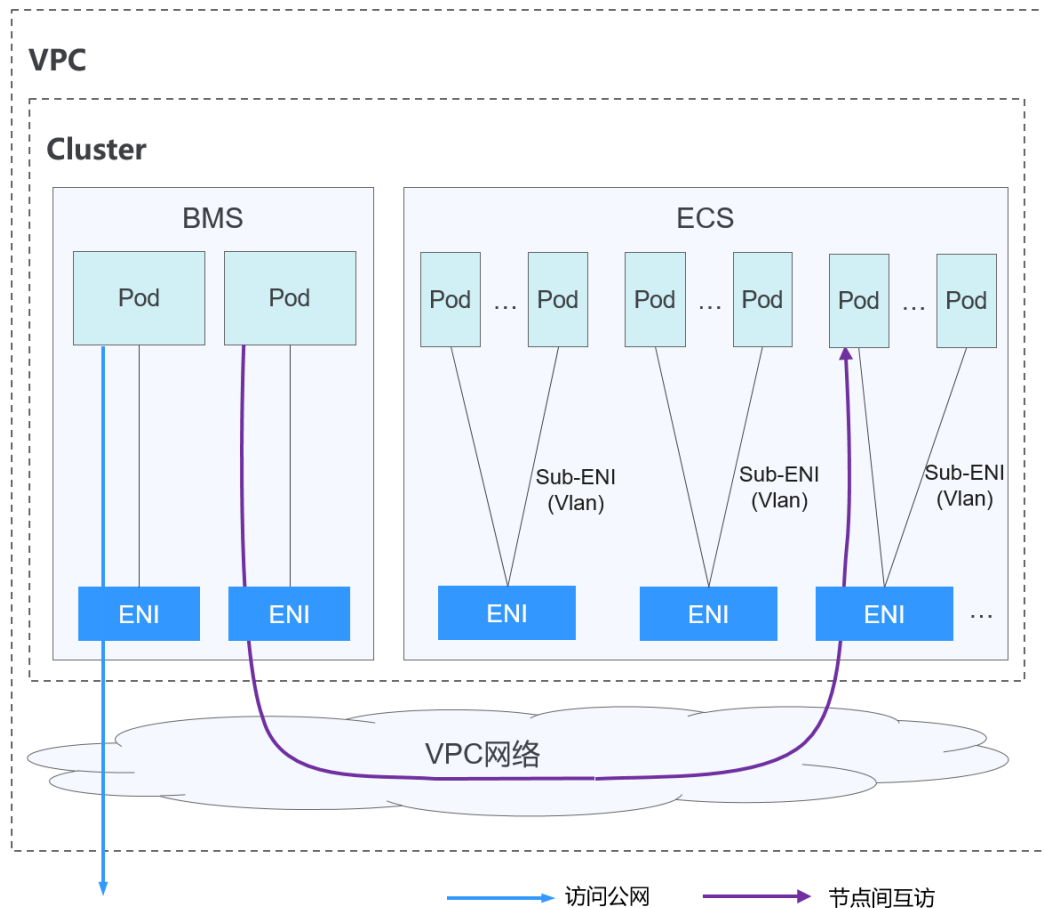 VPC
Cluster
BMS
ECS
Pod
Pod
Pod
...
Pod
Pod
...
Pod
Pod
...
Pod
Sub-ENI
(Vlan)
Sub-ENI
(Vlan)
Sub-ENI
(Vlan)
ENI
ENI
ENI
ENI
ENI
...
VPC网络
访问公网
节点间互访